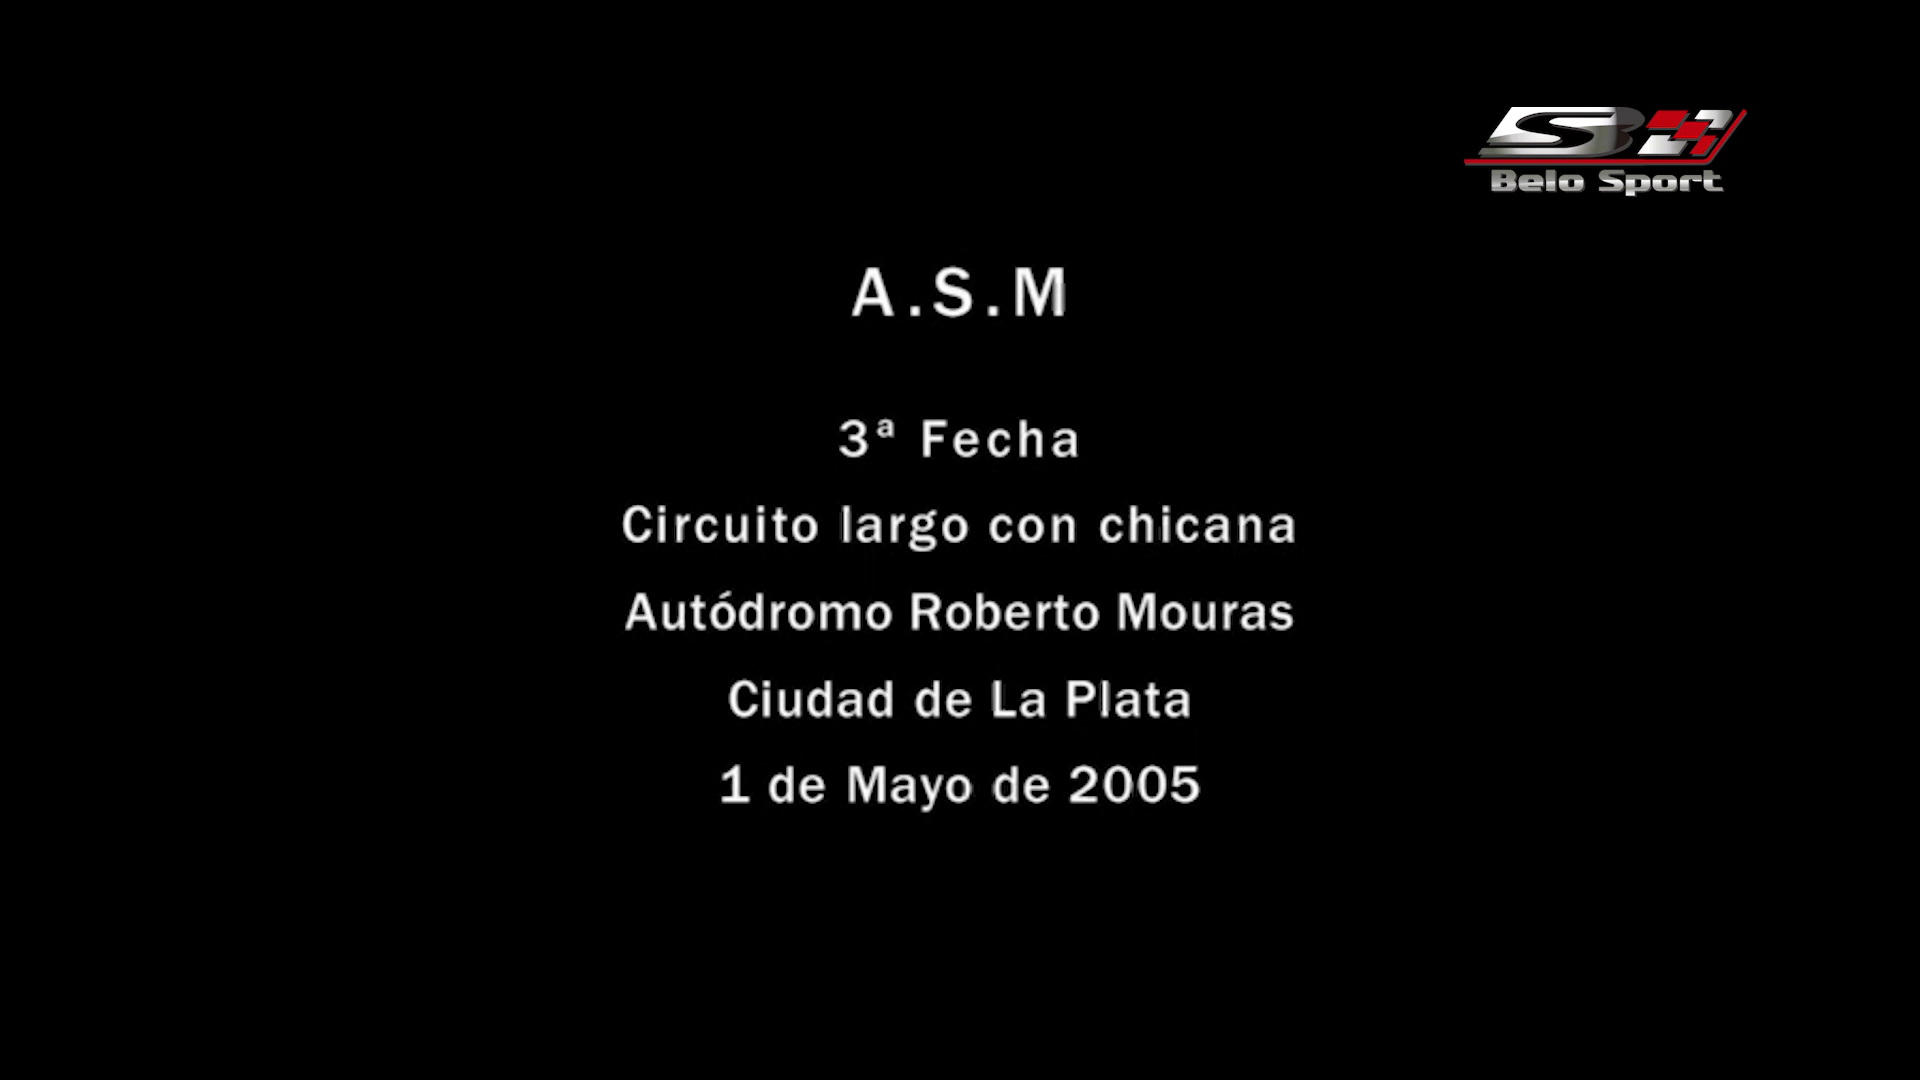 SB
Belo Sport
A.S.M
3ª Fecha
Circuito largo con chicana
Autódromo Roberto Mouras
Ciudad de La Plata
1 de Mayo de 2005